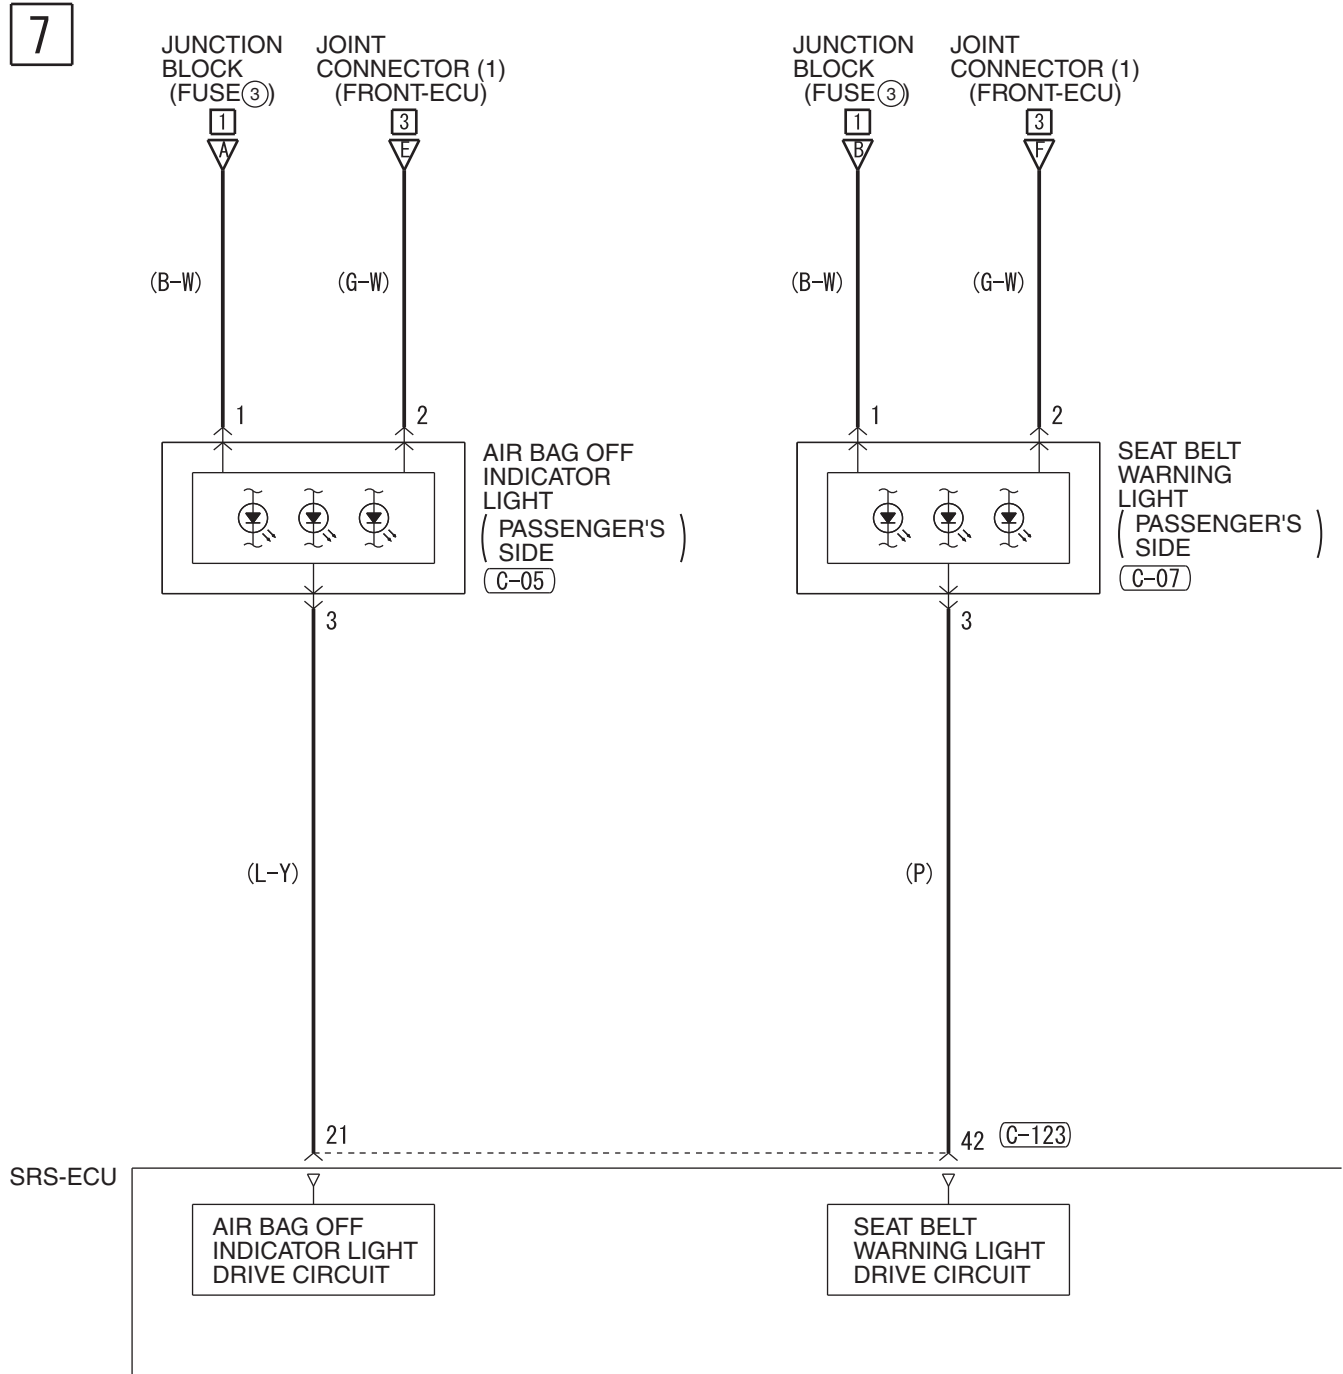 7
JUNCTION
BLOCK
(FUSE③)
1
A
JOINT
CONNECTOR (1)
(FRONT-ECU)
3
E
JUNCTION
BLOCK
(FUSE③)
1
B
JOINT
CONNECTOR (1)
(FRONT-ECU)
3
F
(B-W)
(G-W)
(B-W)
(G-W)
1
2
1
2
AIR BAG OFF
INDICATOR
LIGHT
(PASSENGER'S
SIDE)
C-05
SEAT BELT
WARNING
LIGHT
(PASSENGER'S
SIDE)
C-07
3
3
(L-Y)
(P)
21
42
C-123
SRS-ECU
AIR BAG OFF
INDICATOR LIGHT
DRIVE CIRCUIT
SEAT BELT
WARNING LIGHT
DRIVE CIRCUIT